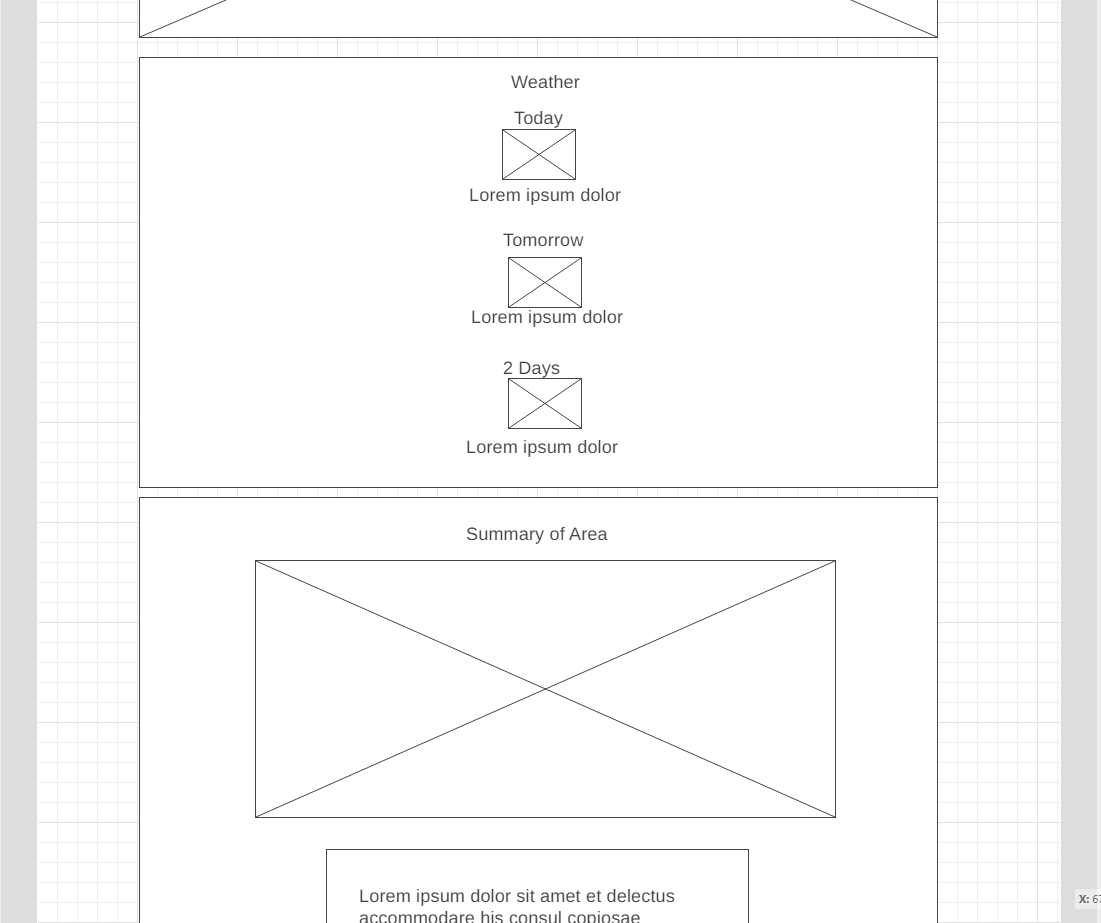 Weather
Today
Lorem ipsum dolor
Tomorrow
Lorem ipsum dolor
2 Days
Lorem ipsum dolor
Summary of Area
Lorem ipsum dolor sit amet et delectus
accommodare his consul copiosae
X: 67